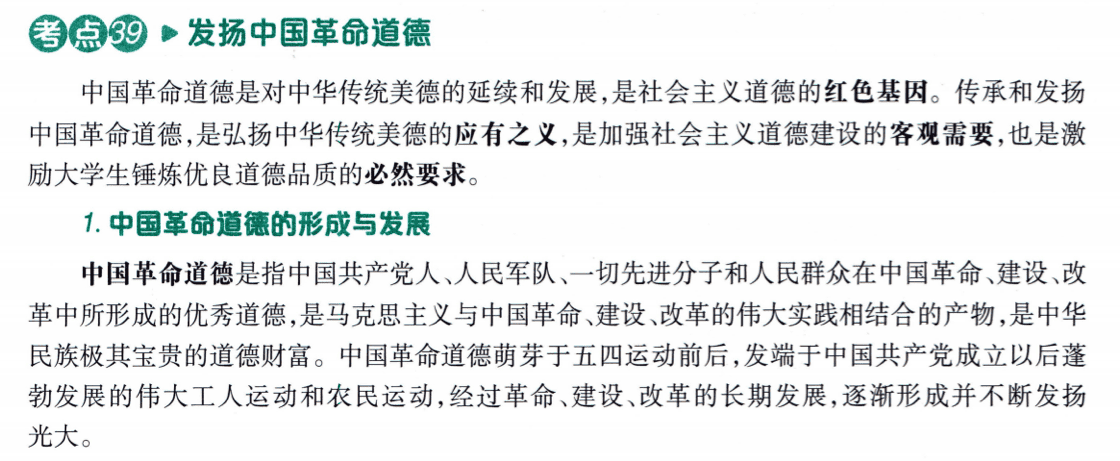 考点39 ▶ 发扬中国革命道德
中国革命道德是对中华传统美德的延续和发展,是社会主义道德的红色基因。传承和发扬
中国革命道德,是弘扬中华传统美德的应有之义,是加强社会主义道德建设的客观需要,也是激
励大学生锤炼优良道德品质的必然要求。
1. 中国革命道德的形成与发展
中国革命道德是指中国共产党人、人民军队、一切先进分子和人民群众在中国革命、建设、改
革中所形成的优秀道德,是马克思主义与中国革命、建设、改革的伟大实践相结合的产物,是中华
民族极其宝贵的道德财富。中国革命道德萌芽于五四运动前后,发端于中国共产党成立以后蓬
勃发展的伟大工人运动和农民运动,经过革命、建设、改革的长期发展,逐渐形成并不断发扬
光大。